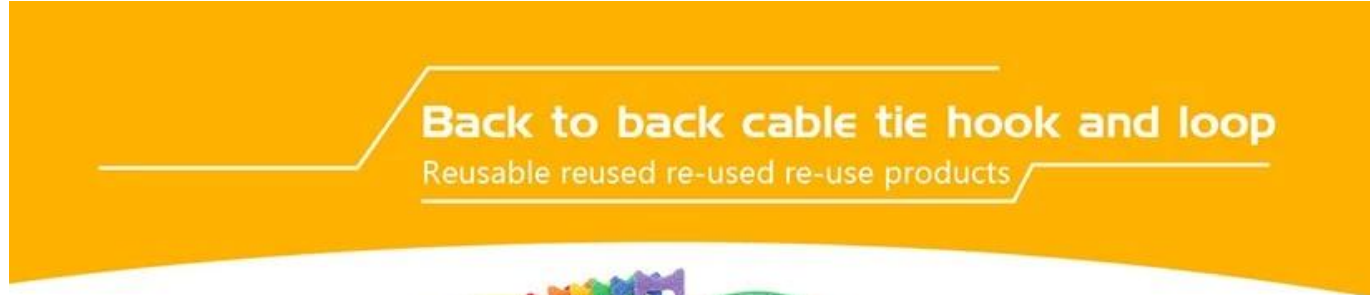 Back to back cable tie hook and loop
Reusable reused re-used re-use products